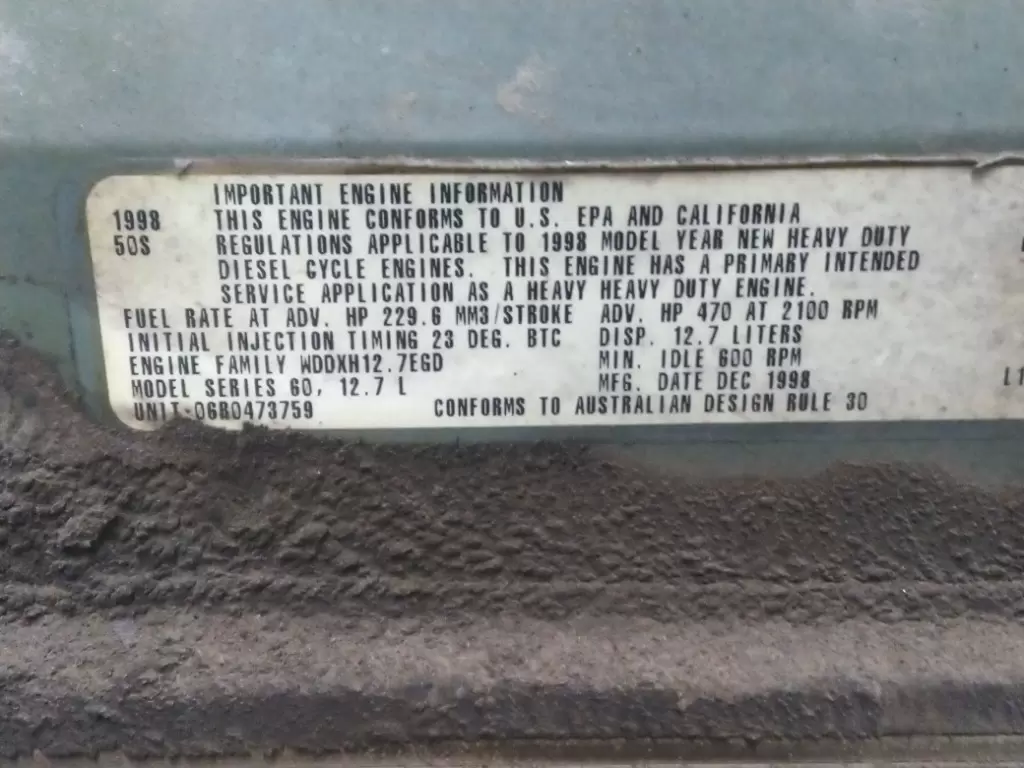 IMPORTANT ENGINE INFORMATION
1998 THIS ENGINE CONFORMS TO U.S. EPA AND CALIFORNIA
50S REGULATIONS APPLICABLE TO 1998 MODEL YEAR NEW HEAVY DUTY
DIESEL CYCLE ENGINES. THIS ENGINE HAS A PRIMARY INTENDED
SERVICE APPLICATION AS A HEAVY HEAVY DUTY ENGINE.
FUEL RATE AT ADV. HP 229.6 MM3/STROKE ADV. HP 470 AT 2100 RPM
INITIAL INJECTION TIMING 23 DEG. BTC DISP. 12.7 LITERS
ENGINE FAMILY WDDXH12.7EGD MIN. IDLE 600 RPM
MODEL SERIES 60, 12.7 L MFG. DATE DEC 1998
UNIT-06R0473759 CONFORMS TO AUSTRALIAN DESIGN RULE 30